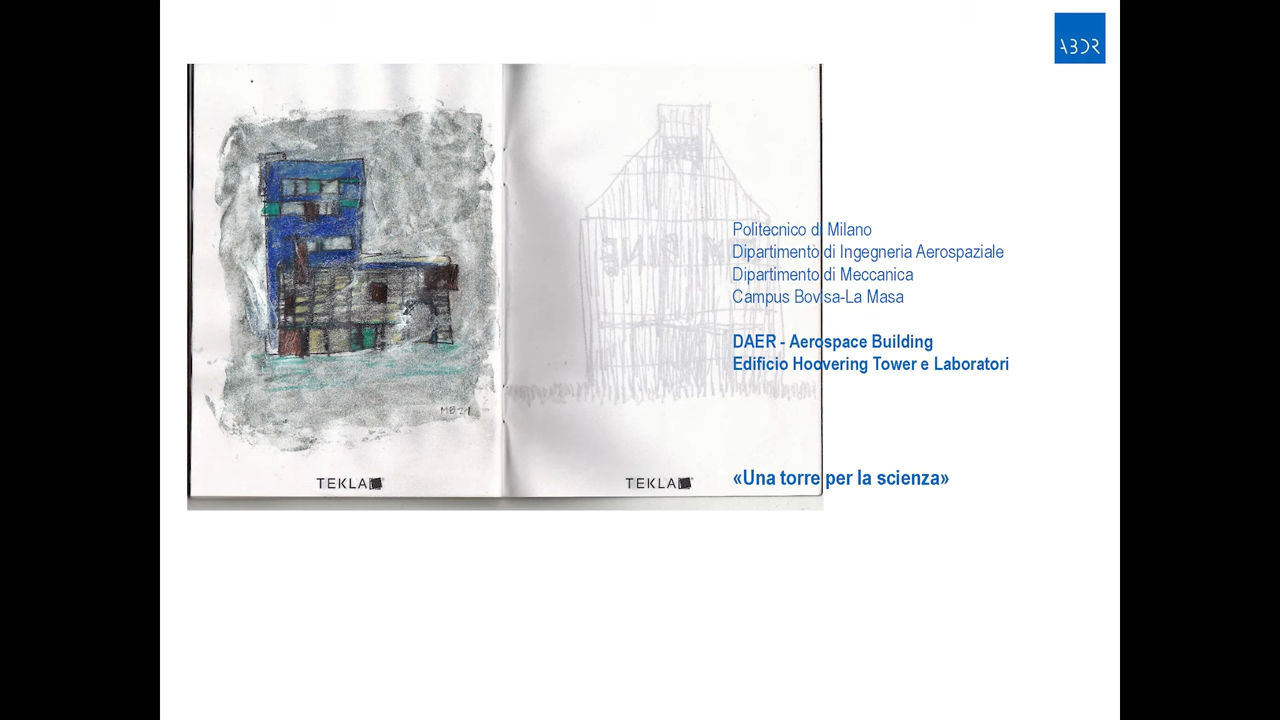 ABDR
Politecnico di Milano
Dipartimento di Ingegneria Aerospaziale
Dipartimento di Meccanica
Campus Bovisa-La Masa
DAER - Aerospace Building
Edificio Hoovering Tower e Laboratori
«Una torre per la scienza»
MB21
TEKLA
TEKLA